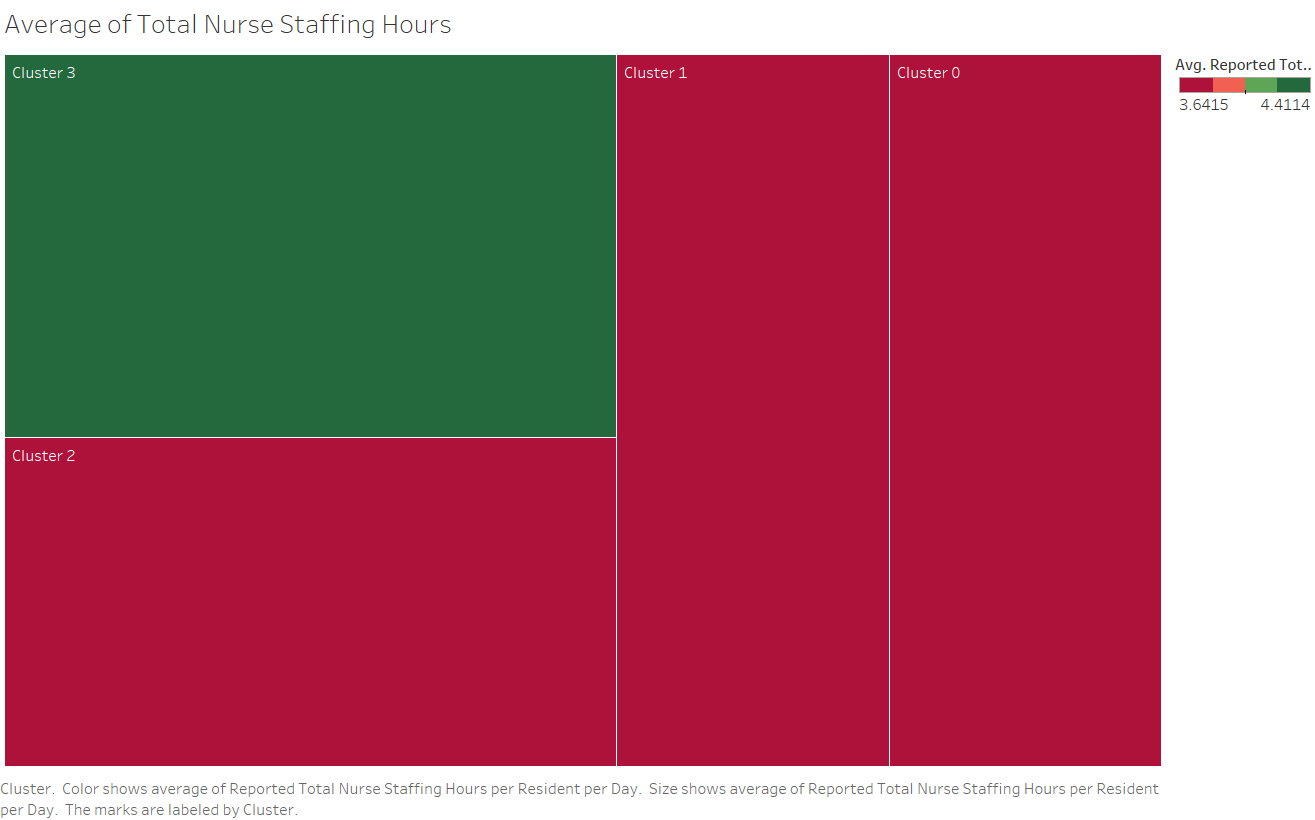 Average of Total Nurse Staffing Hours
Cluster 3
Cluster 1
Cluster 0
Avg. Reported Tot..
3.6415 4.4114
Cluster 2
Cluster. Color shows average of Reported Total Nurse Staffing Hours per Resident per Day. Size shows average of Reported Total Nurse Staffing Hours per Resident
per Day. The marks are labeled by Cluster.